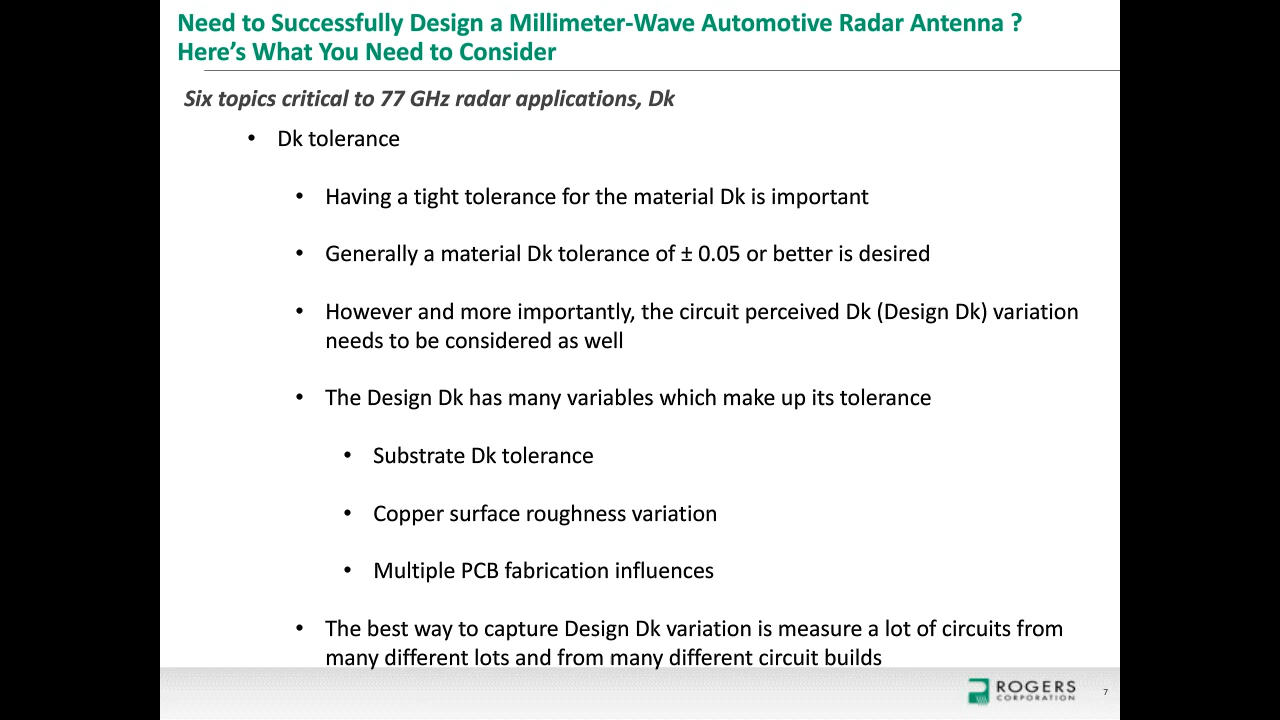 Need to Successfully Design a Millimeter-Wave Automotive Radar Antenna ?
Here's What You Need to Consider
Six topics critical to 77 GHz radar applications, Dk
• Dk tolerance
• Having a tight tolerance for the material Dk is important
• Generally a material Dk tolerance of ± 0.05 or better is desired
• However and more importantly, the circuit perceived Dk (Design Dk) variation
needs to be considered as well
• The Design Dk has many variables which make up its tolerance
• Substrate Dk tolerance
• Copper surface roughness variation
• Multiple PCB fabrication influences
• The best way to capture Design Dk variation is measure a lot of circuits from
many different lots and from many different circuit builds
ROGERS
CORPORATION
7